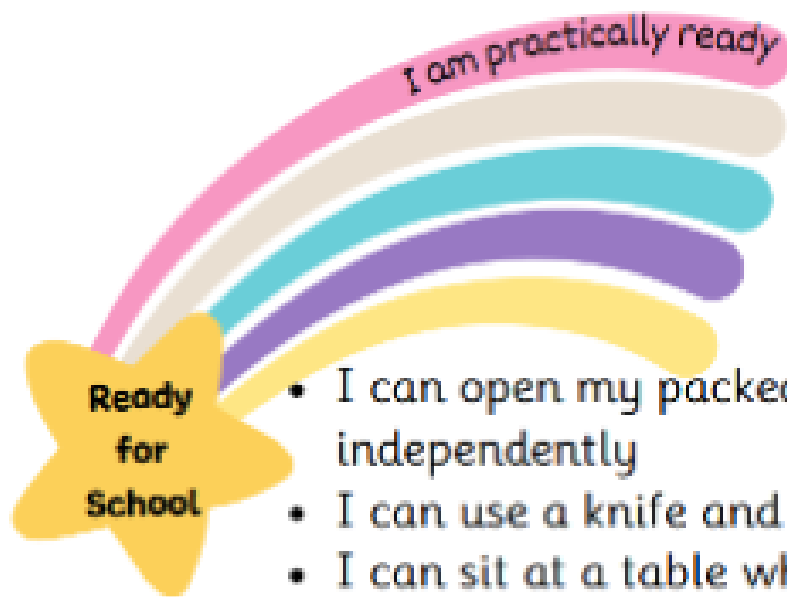 I am practically ready
Ready
for
School
• I can open my packed
independently
• I can use a knife and
• I can sit at a table